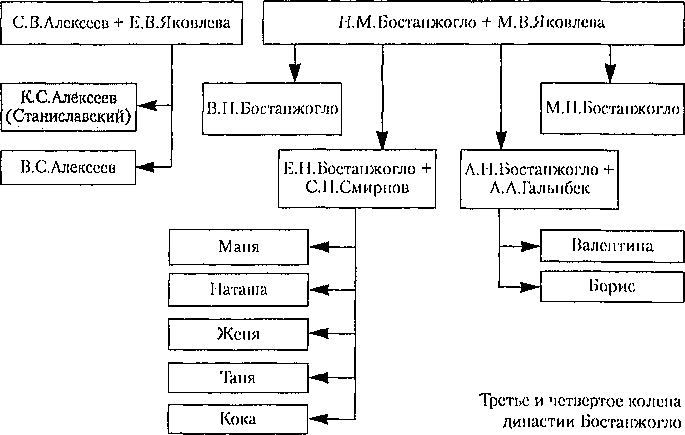 С.В.Алексеев + Е.В.Яковлева
Н.М.Бостанжогло + М.В.Яковлева
К.С.Алексеев
(Станиславский)
В.Н.Бостанжогло
М.Н.Бостанжогло
В.С.Алексеев
Е.Н.Бостанжогло +
С.Н.Смирнов
А.Н.Бостанжогло +
А.А.Гальнбек
Маня
Наташа
Женя
Таня
Кока
Валентина
Борис
Третье и четвертое колена
династии Бостанжогло